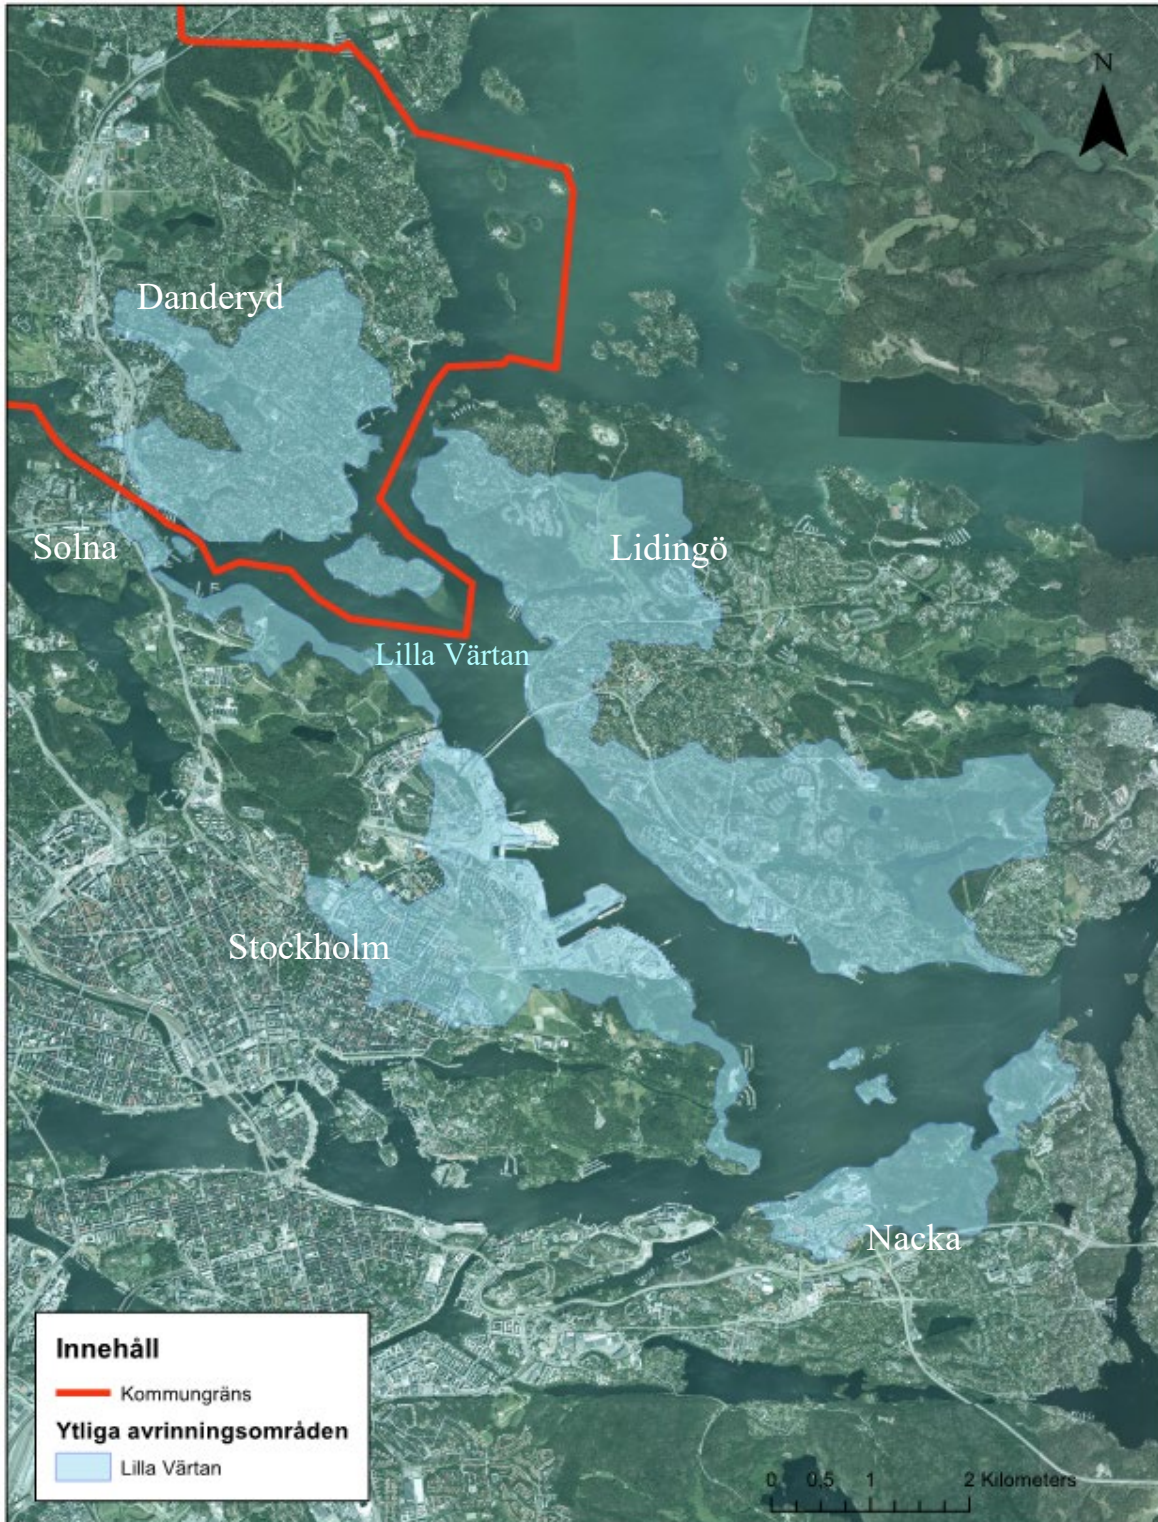 N
Danderyd
Solna
Lidingö
Lilla Värtan
Stockholm
Nacka
Innehåll
Kommungräns
Ytliga avrinningsområden
Lilla Värtan
0 0,5 1 2 Kilometers